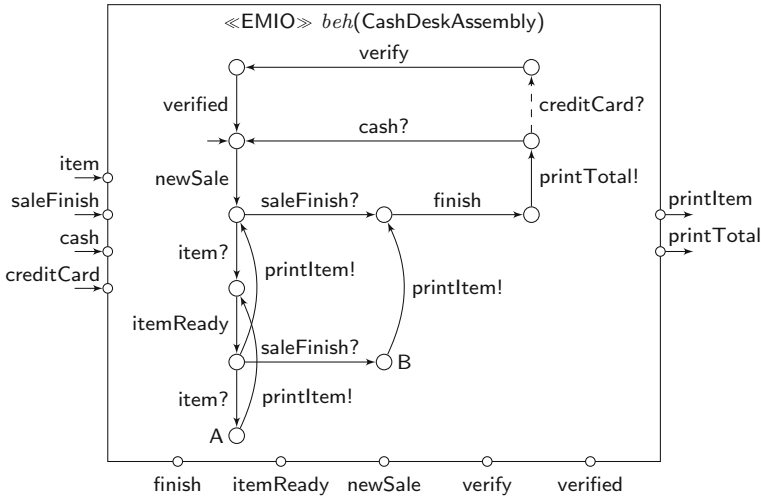 ≪EMIO≫ beh(CashDeskAssembly)
verify
verified
creditCard?
cash?
newSale
printTotal!
item
saleFinish
cash
creditCard
saleFinish?
finish
printItem
printTotal
item?
printItem!
printItem!
itemReady
saleFinish?
B
item?
printItem!
A
finish
itemReady
newSale
verify
verified